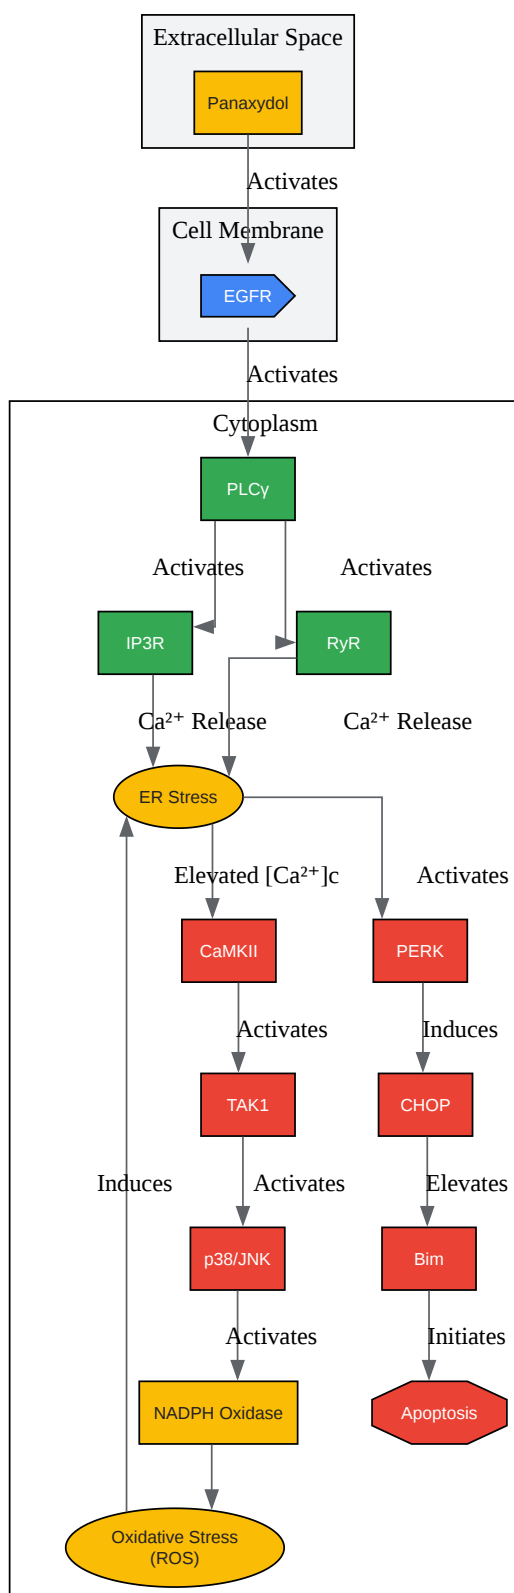 Extracellular Space
Panaxydol
Activates
Cell Membrane
EGFR
Activates
Cytoplasm
PLCγ
Activates Activates
IP3R RyR
Ca²⁺ Release Ca²⁺ Release
ER Stress
Elevated [Ca²⁺]c Activates
CaMKII PERK
Activates Induces
TAK1 CHOP
Induces Activates Elevates
p38/JNK Bim
Activates Initiates
NADPH Oxidase Apoptosis
Oxidative Stress
(ROS)